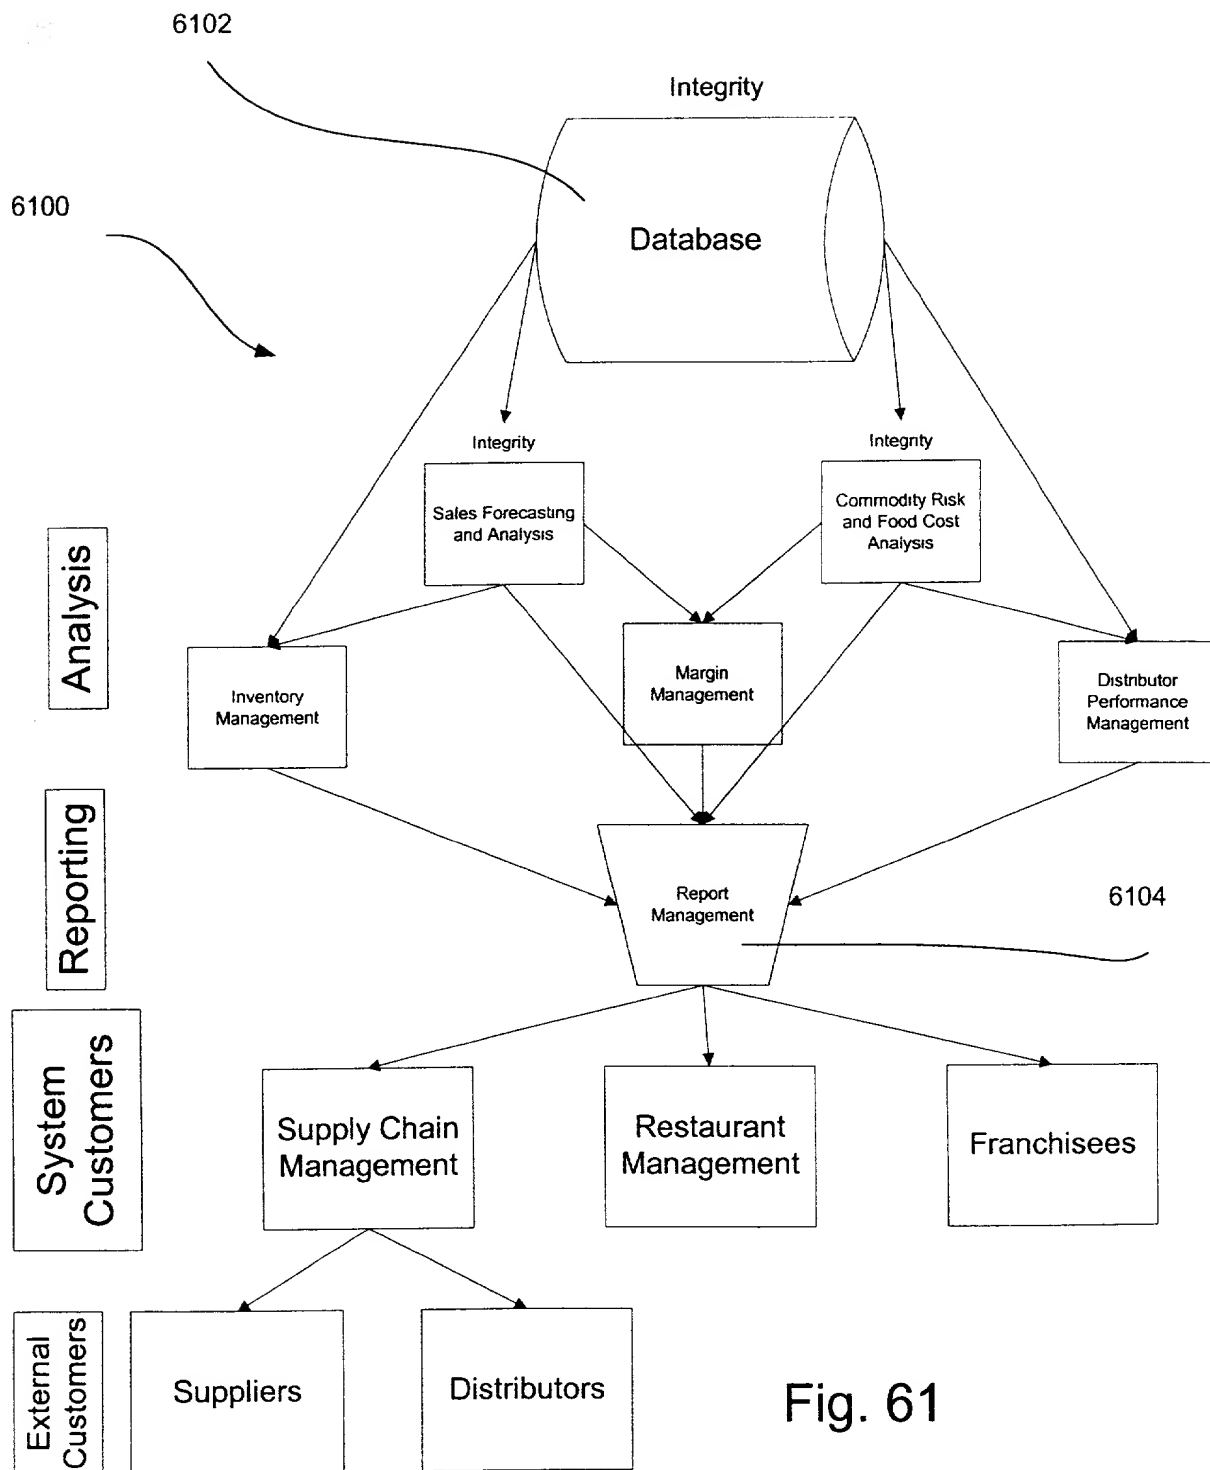 6102
Integrity
6100
Database
Integrity
Integrity
Sales Forecasting
and Analysis
Commodity Risk
and Food Cost
Analysis
Analysis
Inventory
Management
Margin
Management
Distributor
Performance
Management
Reporting
Report
Management
6104
System
Customers
Supply Chain
Management
Restaurant
Management
Franchisees
External
Customers
Suppliers
Distributors
Fig. 61